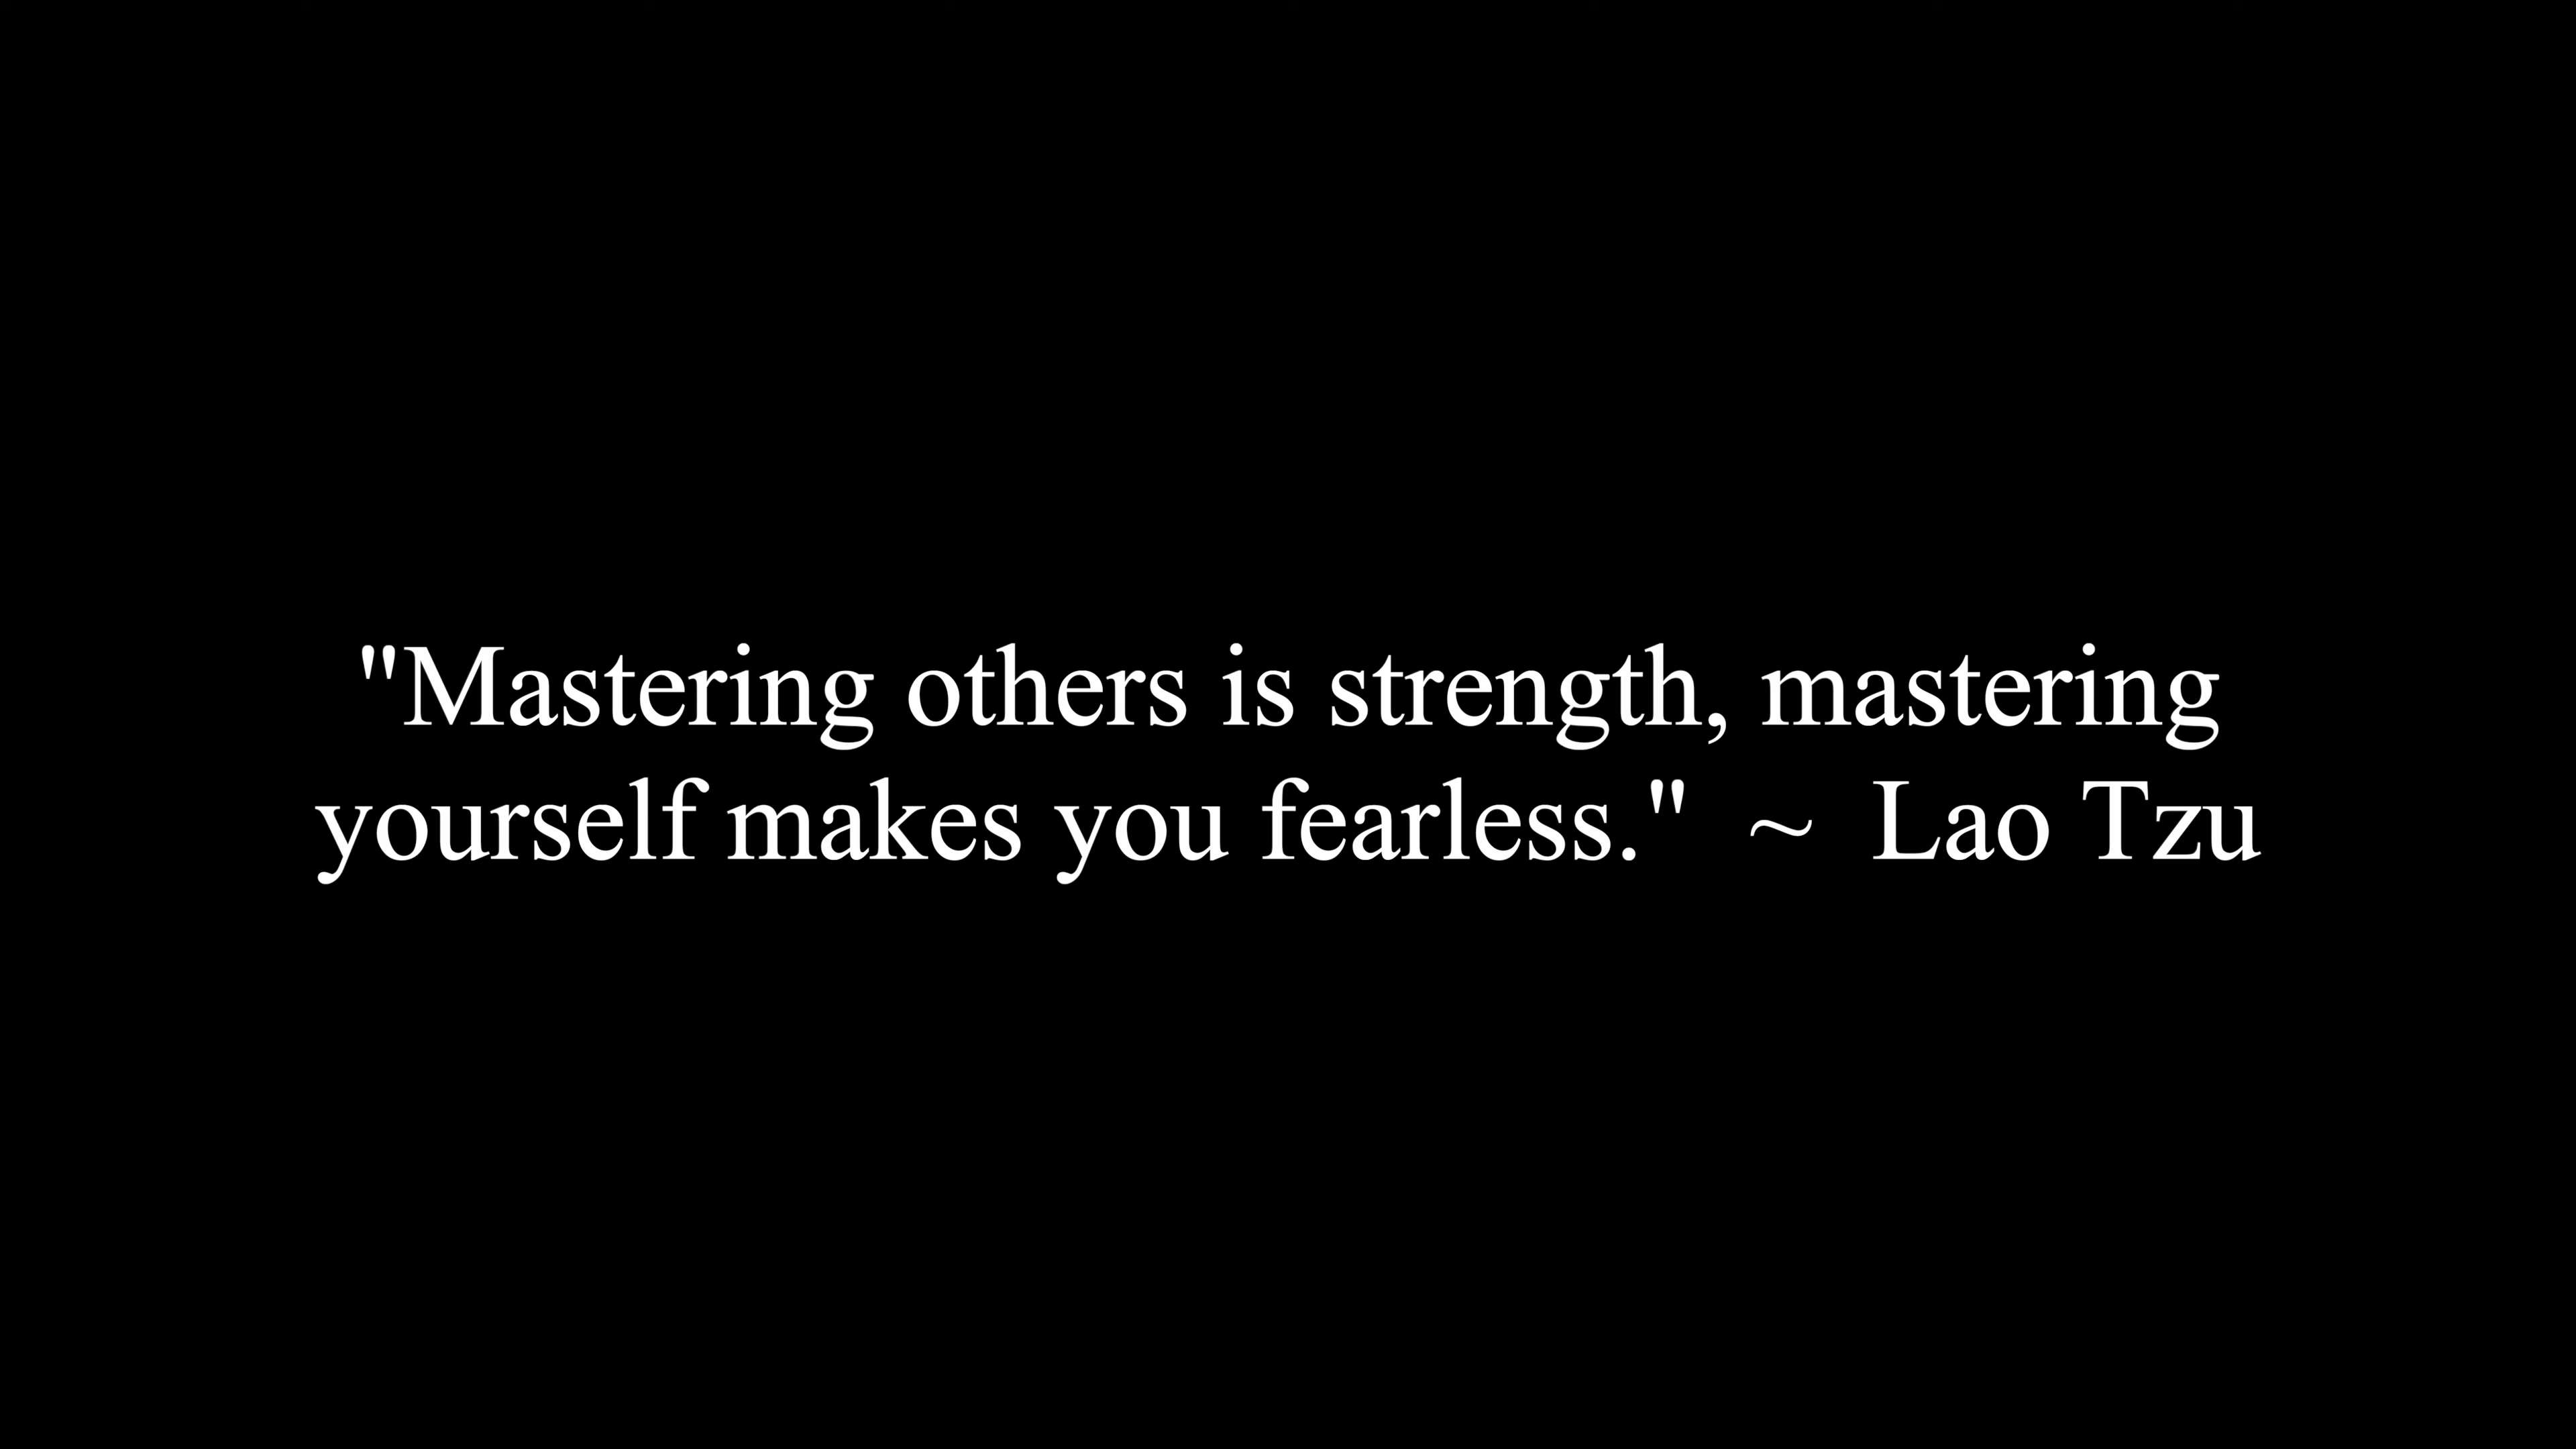 "Mastering others is strength, mastering
yourself makes you fearless."  ~  Lao Tzu